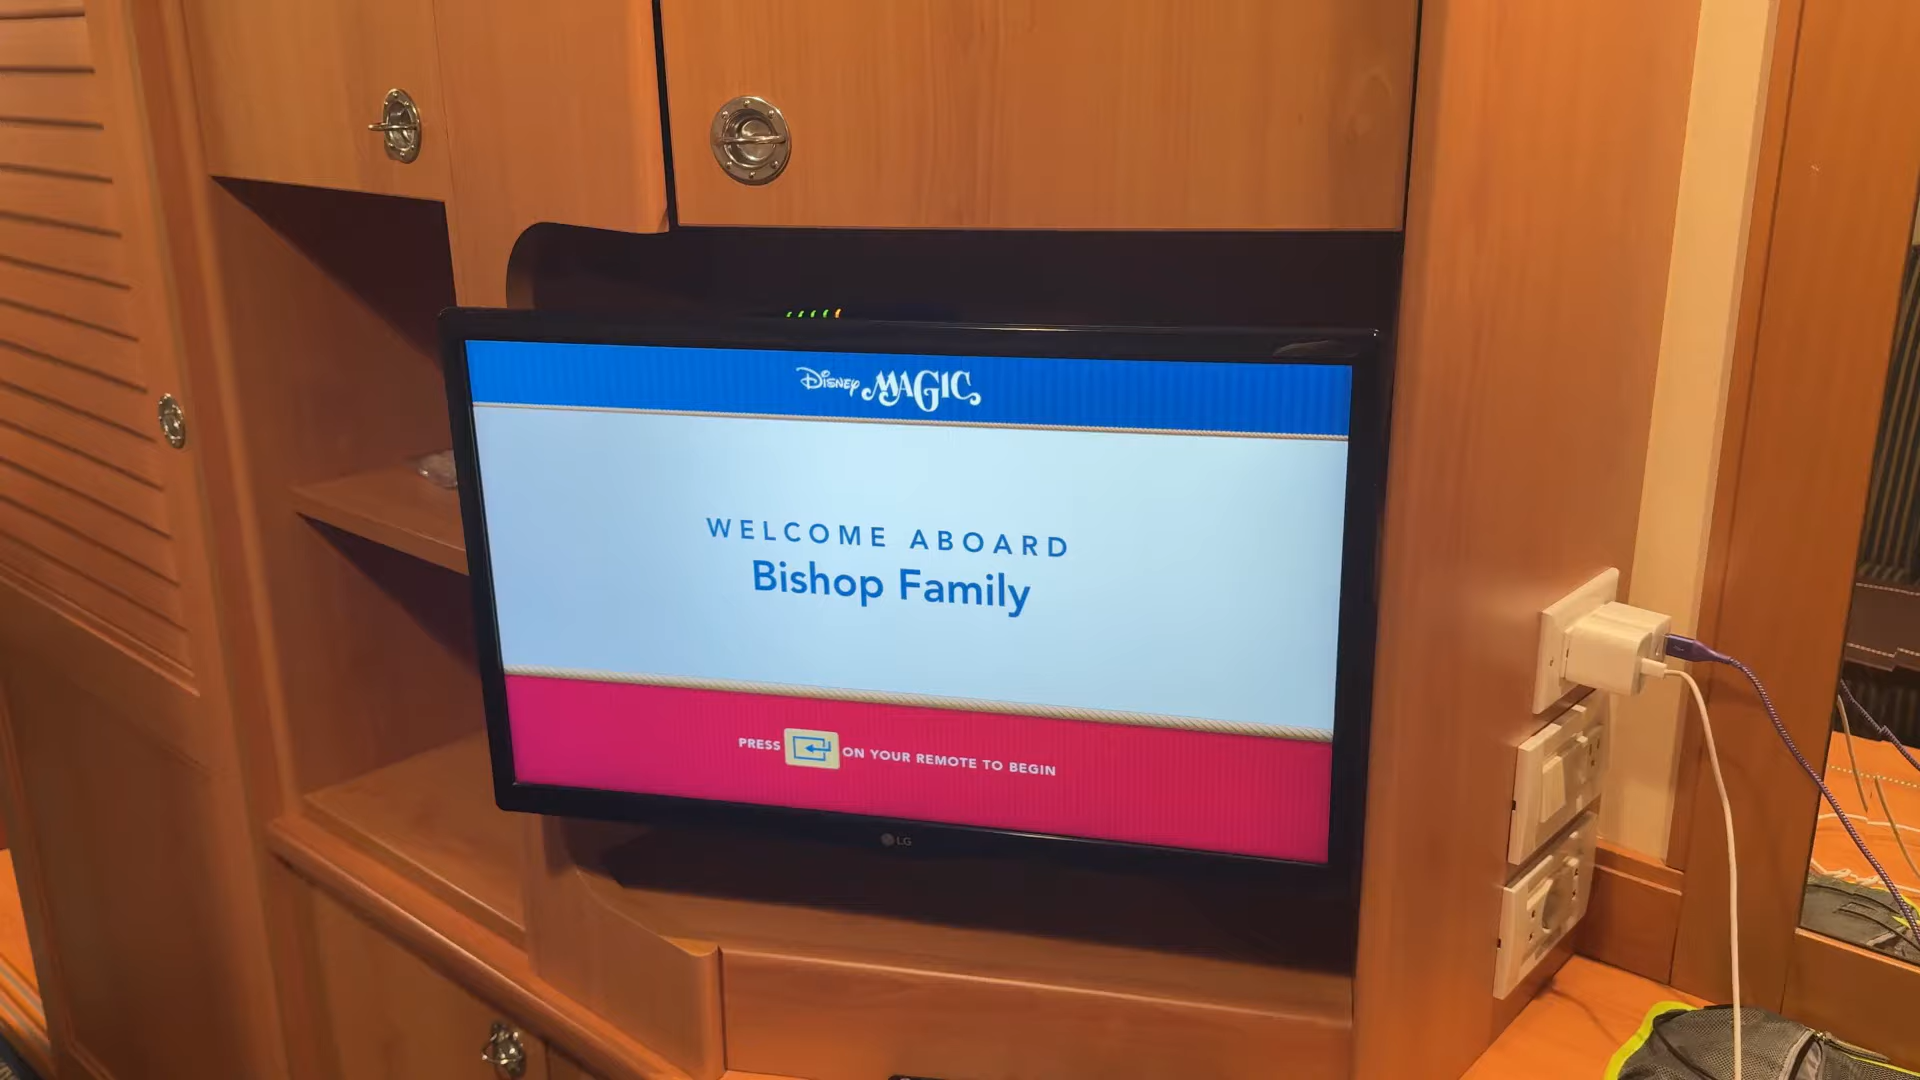 Disney MAGIC
WELCOME ABOARD
Bishop Family
PRESS ON YOUR REMOTE TO BEGIN
LG